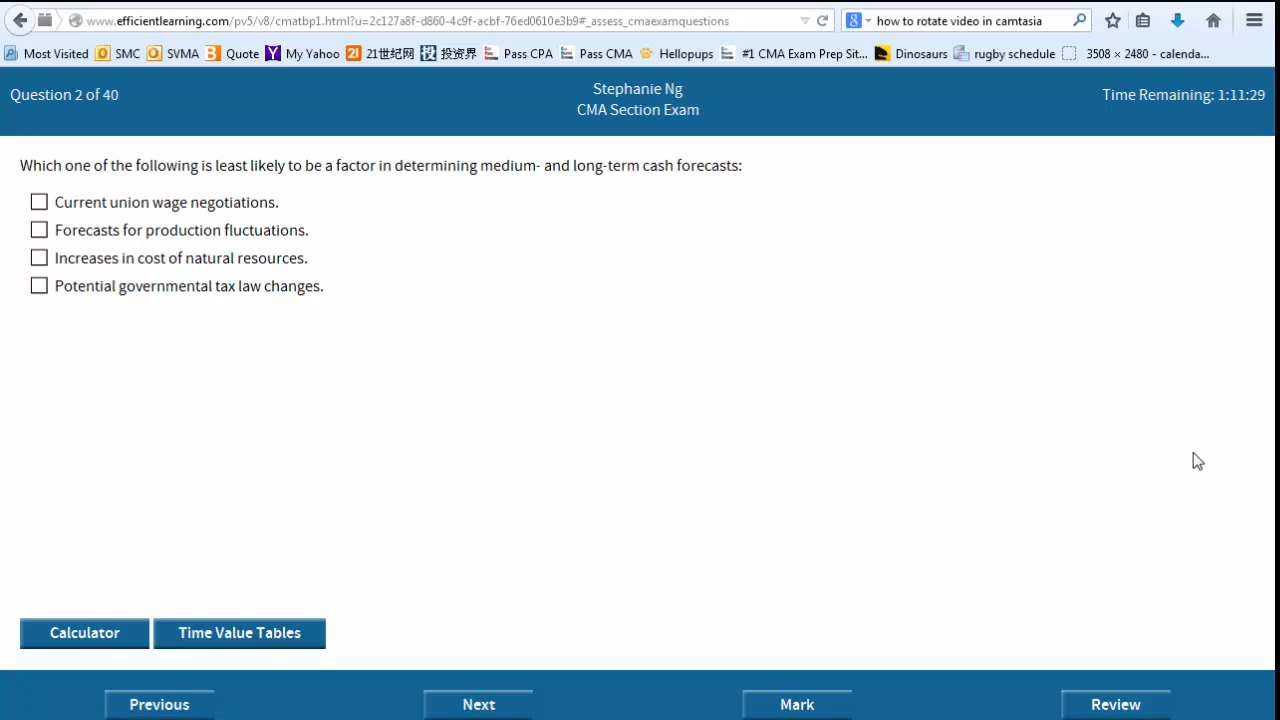 www.efficientlearning.com/pv5/v8/cmatbp1.html?u=2c127a8f-d860-4c9f-acbf-76ed0610e3b9#_assess_cmaexamquestions
how to rotate video in camtasia
Most Visited SMC SVMA Quote My Yahoo 21世纪网 投资界 Pass CPA Pass CMA Hellopups #1 CMA Exam Prep Sit... Dinosaurs rugby schedule 3508 × 2480 - calenda...
Question 2 of 40
Stephanie Ng
CMA Section Exam
Time Remaining: 1:11:29
Which one of the following is least likely to be a factor in determining medium- and long-term cash forecasts:
Current union wage negotiations.
Forecasts for production fluctuations.
Increases in cost of natural resources.
Potential governmental tax law changes.
Calculator Time Value Tables
Previous Next Mark Review